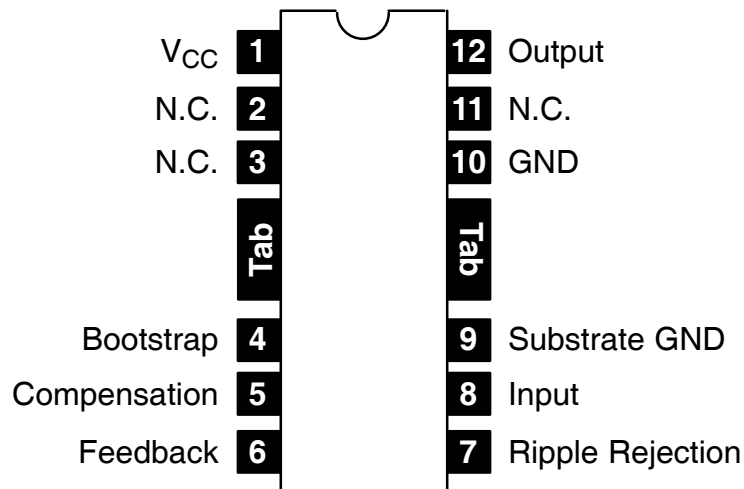 V_CC 1 12 Output
N.C. 2 11 N.C.
N.C. 3 10 GND
Tab Tab
Bootstrap 4 9 Substrate GND
Compensation 5 8 Input
Feedback 6 7 Ripple Rejection